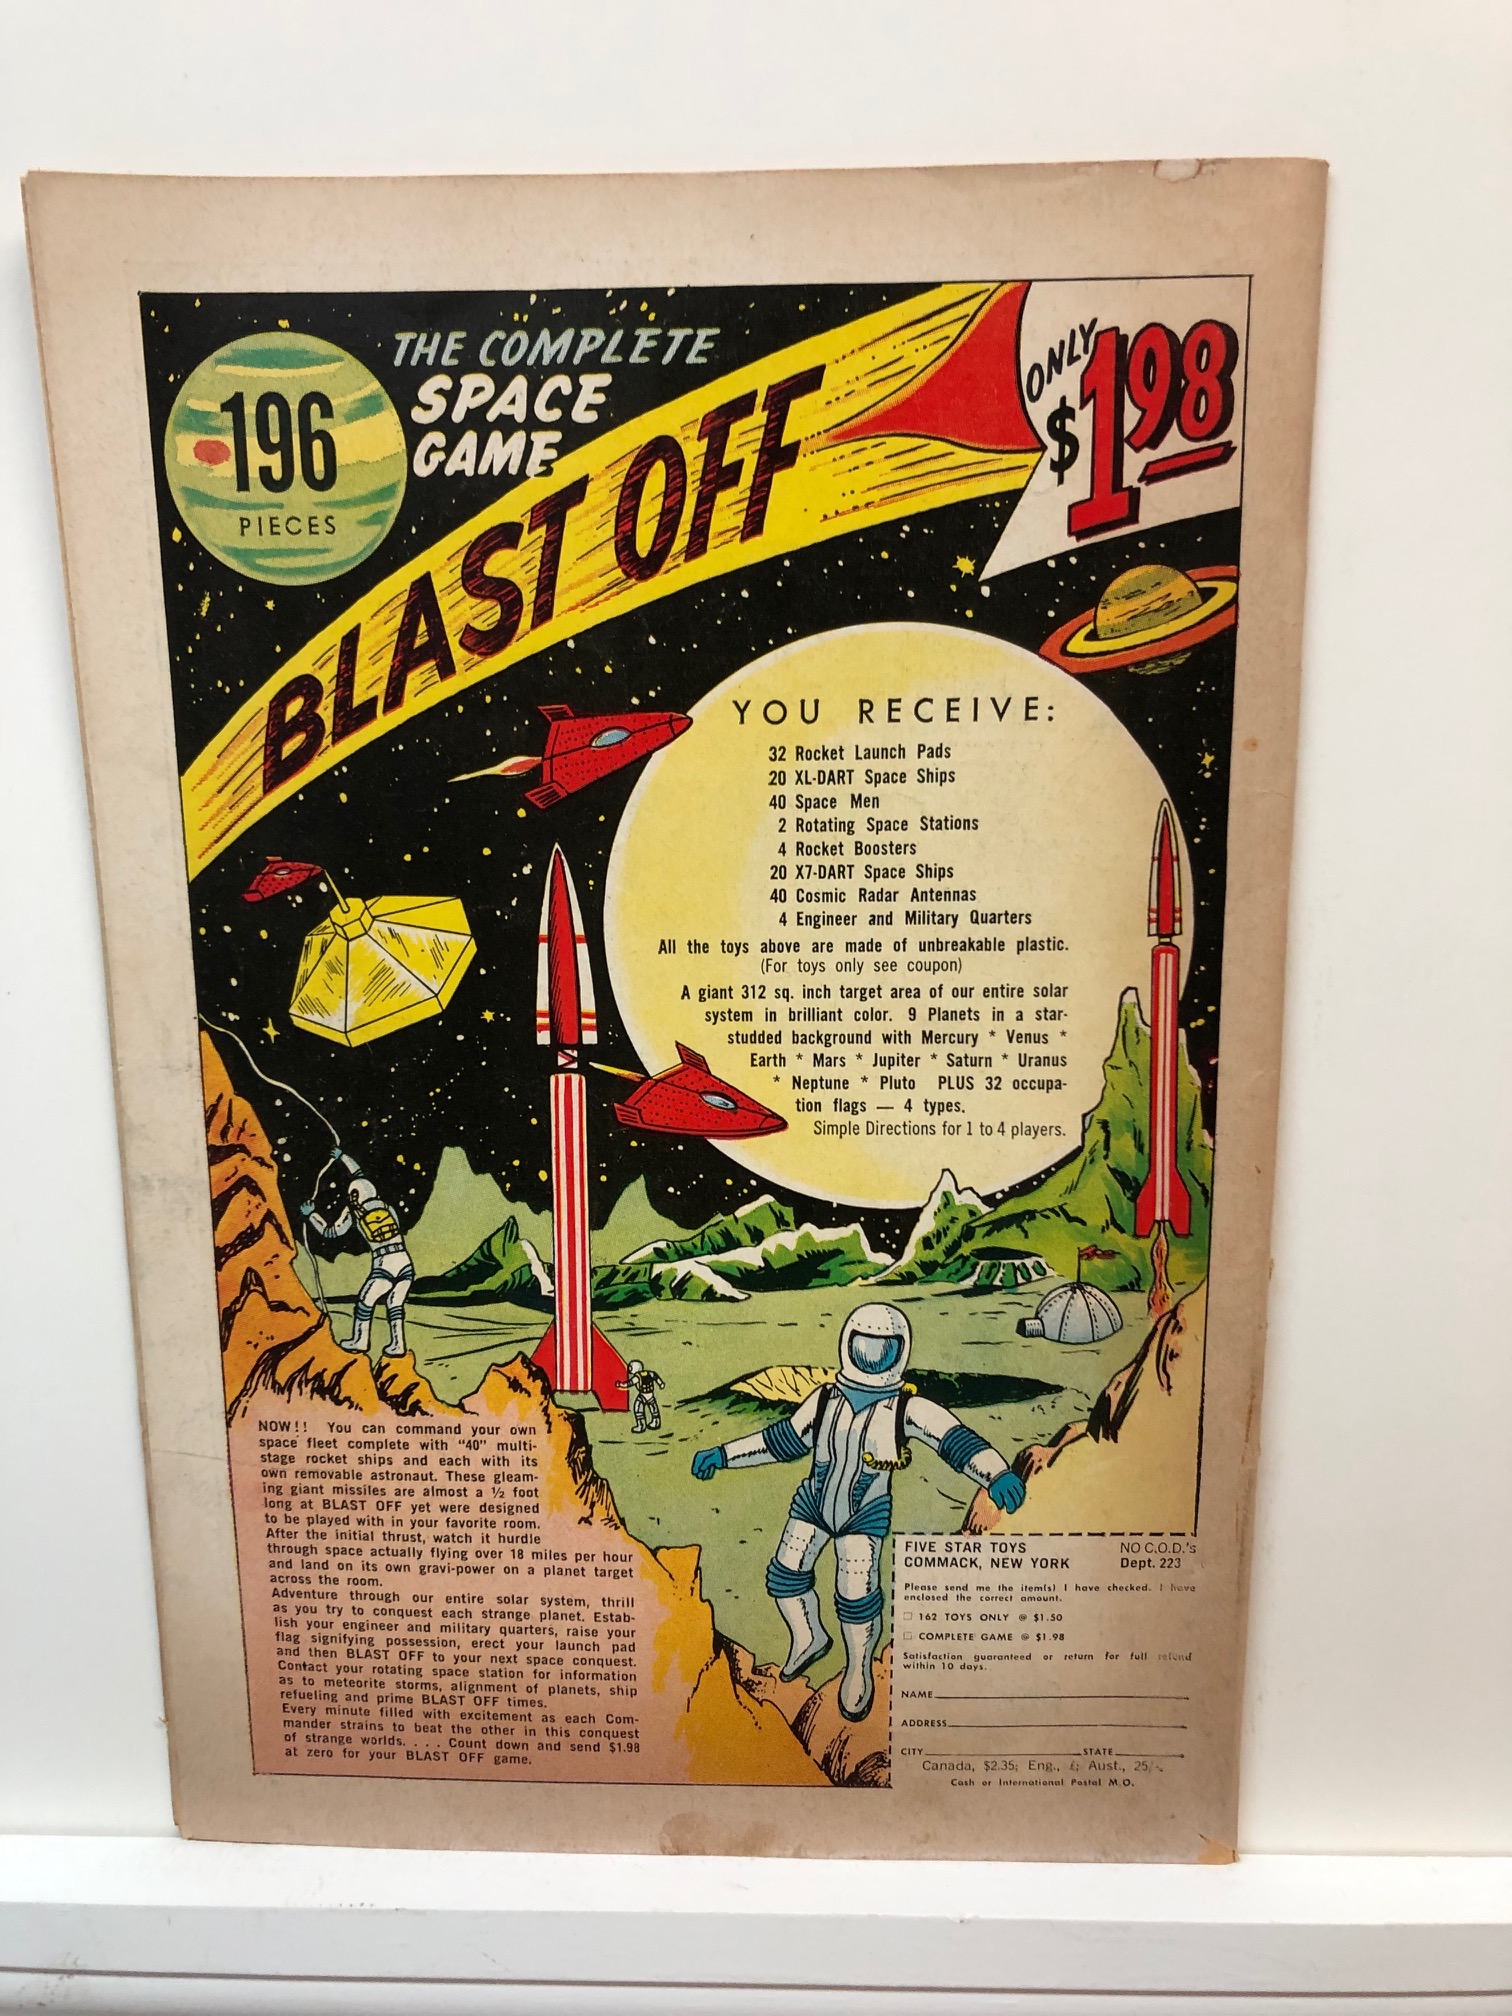 196
PIECES
THE COMPLETE
SPACE
GAME
BLAST OFF
ONLY
$1.98
YOU RECEIVE:
32 Rocket Launch Pads
20 XL-DART Space Ships
40 Space Men
2 Rotating Space Stations
4 Rocket Boosters
20 X7-DART Space Ships
40 Cosmic Radar Antennas
4 Engineer and Military Quarters
All the toys above are made of unbreakable plastic.
(For toys only see coupon)
A giant 312 sq. inch target area of our entire solar
system in brilliant color. 9 Planets in a star-
studded background with Mercury * Venus *
Earth * Mars * Jupiter * Saturn * Uranus
* Neptune * Pluto PLUS 32 occupa-
tion flags — 4 types.
Simple Directions for 1 to 4 players.
NOW!! You can command your own
space fleet complete with "40" multi-
stage rocket ships and each with its
own removable astronaut. These gleam-
ing giant missiles are almost a ½ foot
long at BLAST OFF yet were designed
to be played with in your favorite room.
After the initial thrust, watch it hurdle
through space actually flying over 18 miles per hour
and land on its own gravi-power on a planet target
across the room.
Adventure through our entire solar system, thrill
as you try to conquest each strange planet. Estab-
lish your engineer and military quarters, raise your
flag signifying possession, erect your launch pad
and then BLAST OFF to your next space conquest.
Contact your rotating space station for information
as to meteorite storms, alignment of planets, ship
refueling and prime BLAST OFF times.
Every minute filled with excitement as each Com-
mander strains to beat the other in this conquest
of strange worlds. . . . Count down and send $1.98
at zero for your BLAST OFF game.
FIVE STAR TOYS NO C.O.D.'s
COMMACK, NEW YORK Dept. 223
Please send me the item(s) I have checked. I have
enclosed the correct amount.
☐ 162 TOYS ONLY @ $1.50
☐ COMPLETE GAME @ $1.98
Satisfaction guaranteed or return for full refund
within 10 days.
NAME
ADDRESS
CITY STATE
Canada, $2.35; Eng., Aust.,
Cash or International Postal M.O.